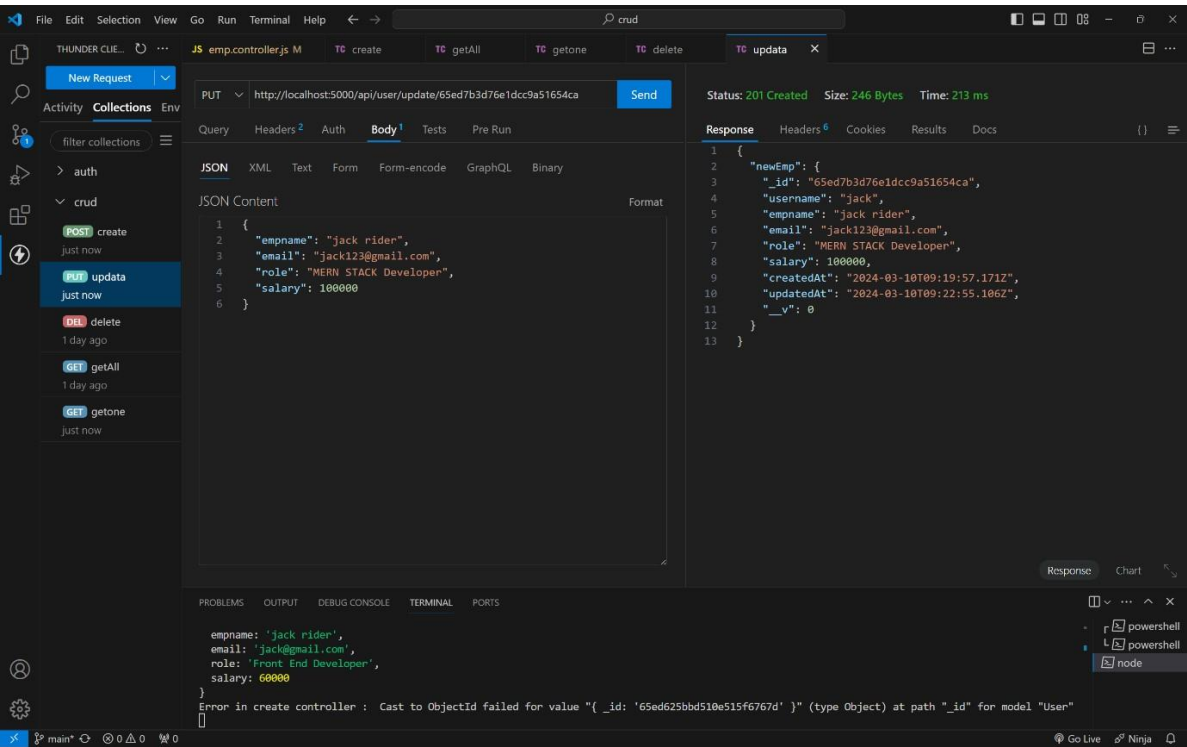 File Edit Selection View Go Run Terminal Help
crud
THUNDER CLIE...
New Request
Activity Collections Env
filter collections
auth
crud
POST create
just now
PUT updata
just now
DEL delete
1 day ago
GET getAll
1 day ago
GET getone
just now
JS emp.controller.js M TC create TC getAll TC getone TC delete TC updata
PUT http://localhost:5000/api/user/update/65ed7b3d76e1dcc9a51654ca Send
Query Headers 2 Auth Body 1 Tests Pre Run
JSON XML Text Form Form-encode GraphQL Binary
JSON Content Format
1 {
2 "empname": "jack rider",
3 "email": "jack123@gmail.com",
4 "role": "MERN STACK Developer",
5 "salary": 100000
6 }
Status: 201 Created Size: 246 Bytes Time: 213 ms
Response Headers 6 Cookies Results Docs {}
1 {
2 "newEmp": {
3 "_id": "65ed7b3d76e1dcc9a51654ca",
4 "username": "jack",
5 "empname": "jack rider",
6 "email": "jack123@gmail.com",
7 "role": "MERN STACK Developer",
8 "salary": 100000,
9 "createdAt": "2024-03-10T09:19:57.171Z",
10 "updatedAt": "2024-03-10T09:22:55.106Z",
11 "__v": 0
12 }
13 }
Response Chart
PROBLEMS OUTPUT DEBUG CONSOLE TERMINAL PORTS
empname: 'jack rider',
email: 'jack@gmail.com',
role: 'Front End Developer',
salary: 60000
}
Error in create controller : Cast to ObjectId failed for value "{ _id: '65ed625bbd510e515f6767d' }" (type Object) at path "_id" for model "User"
powershell
powershell
node
main* 0 0 0 Go Live Ninja